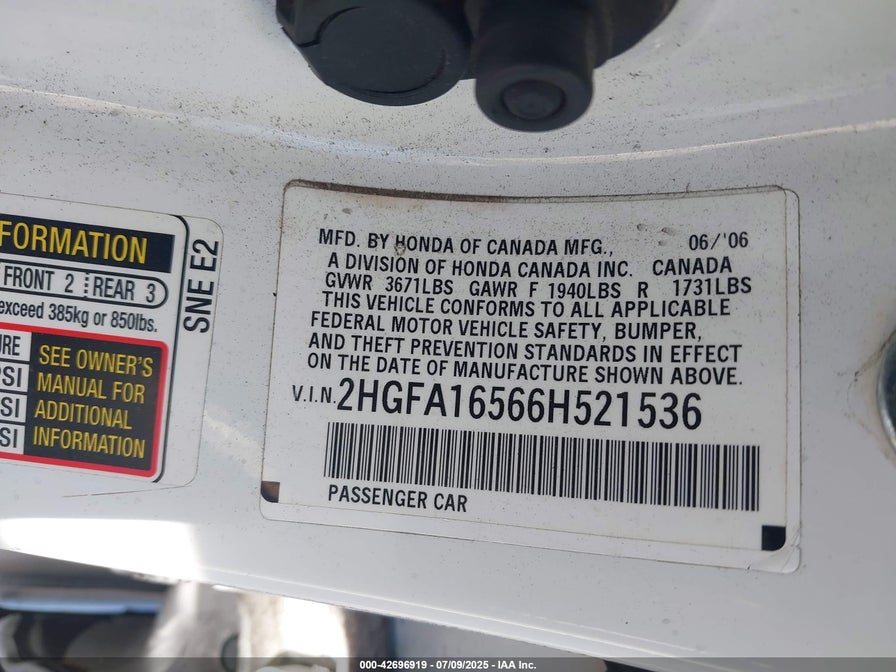 FORMATION
FRONT 2 REAR 3
exceed 385kg or 850lbs.
SEE OWNER'S
MANUAL FOR
ADDITIONAL
INFORMATION
SNE E2
MFD. BY HONDA OF CANADA MFG., 06/'06
A DIVISION OF HONDA CANADA INC. CANADA
GVWR 3671LBS GAWR F 1940LBS R 1731LBS
THIS VEHICLE CONFORMS TO ALL APPLICABLE
FEDERAL MOTOR VEHICLE SAFETY, BUMPER,
AND THEFT PREVENTION STANDARDS IN EFFECT
ON THE DATE OF MANUFACTURE SHOWN ABOVE.
V.I.N. 2HGFA16566H521536
PASSENGER CAR
000-42696919 | 07/09/2025 - IAA Inc.